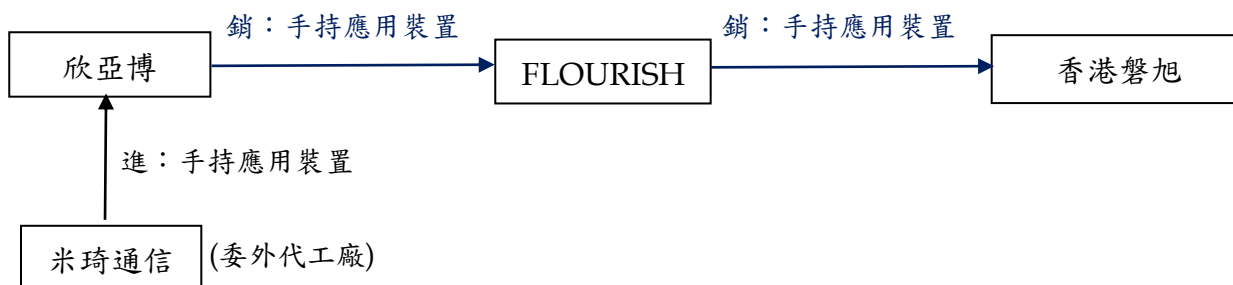 銷：手持應用裝置
銷：手持應用裝置
欣亞博
FLOURISH
香港磐旭
進：手持應用裝置
米琦通信
(委外代工廠)